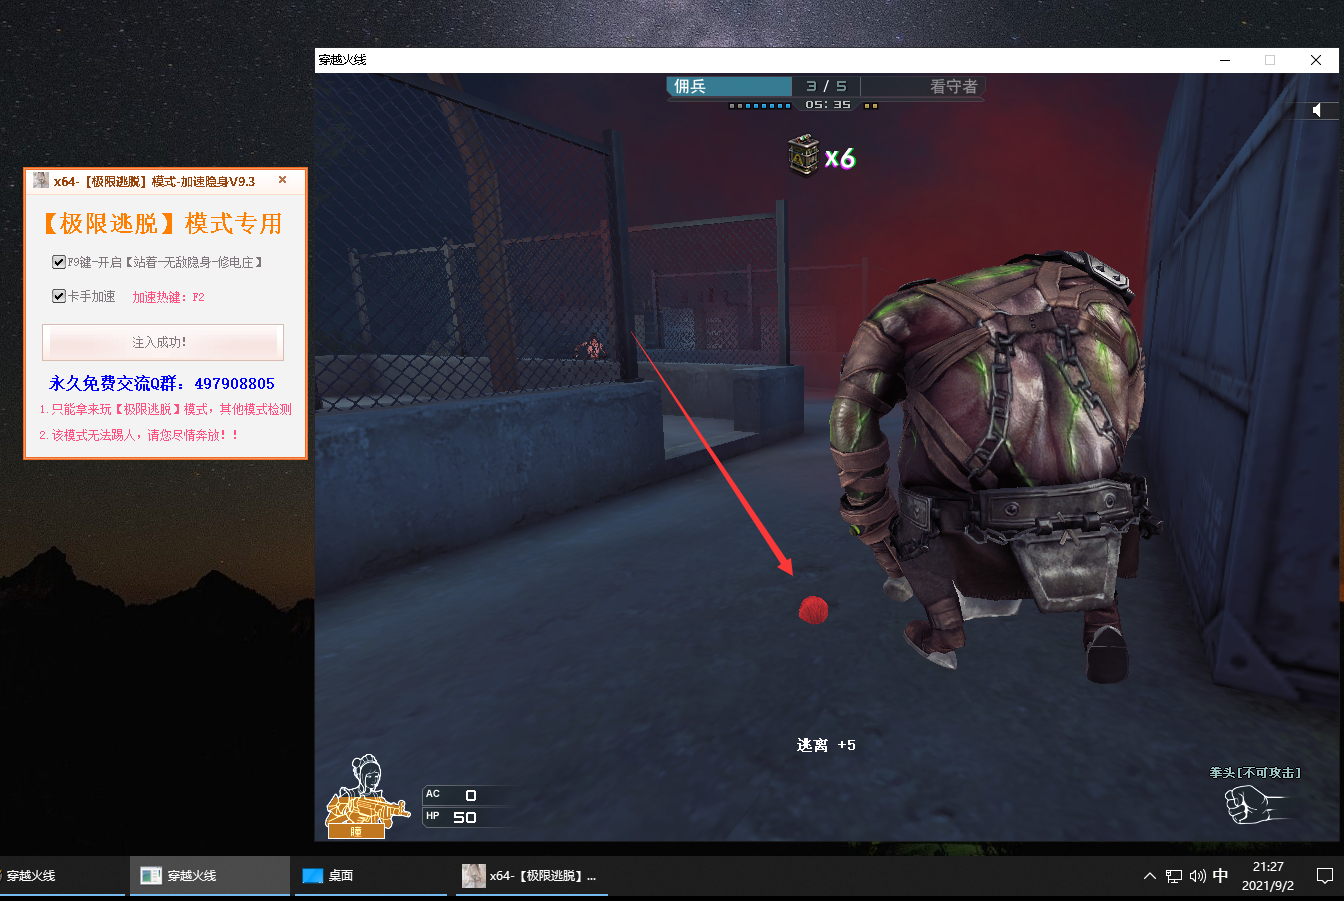 穿越火线
佣兵
3 / 5
看守者
05:35
x6
x64-【极限逃脱】模式-加速隐身V9.3
【极限逃脱】模式专用
F9键-开启【站着-无敌隐身-修电庄】
卡手加速 加速热键：F2
注入成功!
永久免费交流Q群：497908805
1.只能拿来玩【极限逃脱】模式，其他模式检测
2.该模式无法踢人，请您尽情奔放！！
逃离 +5
拳头[不可攻击]
AC 0
HP 50
瞳
穿越火线
穿越火线
桌面
x64-【极限逃脱】...
中
21:27
2021/9/2